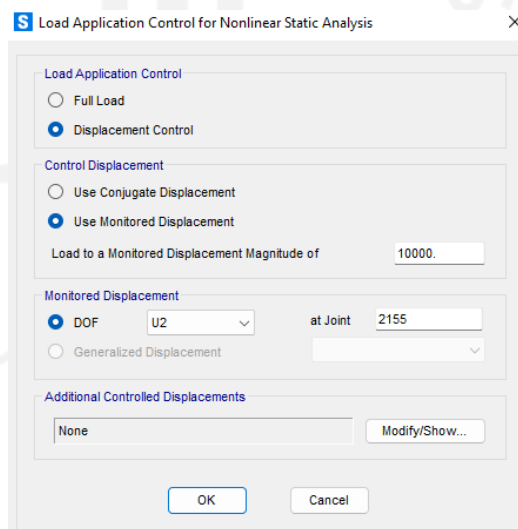 S Load Application Control for Nonlinear Static Analysis
Load Application Control
Full Load
Displacement Control
Control Displacement
Use Conjugate Displacement
Use Monitored Displacement
Load to a Monitored Displacement Magnitude of 10000.
Monitored Displacement
DOF U2 at Joint 2155
Generalized Displacement
Additional Controlled Displacements
None Modify/Show...
OK Cancel